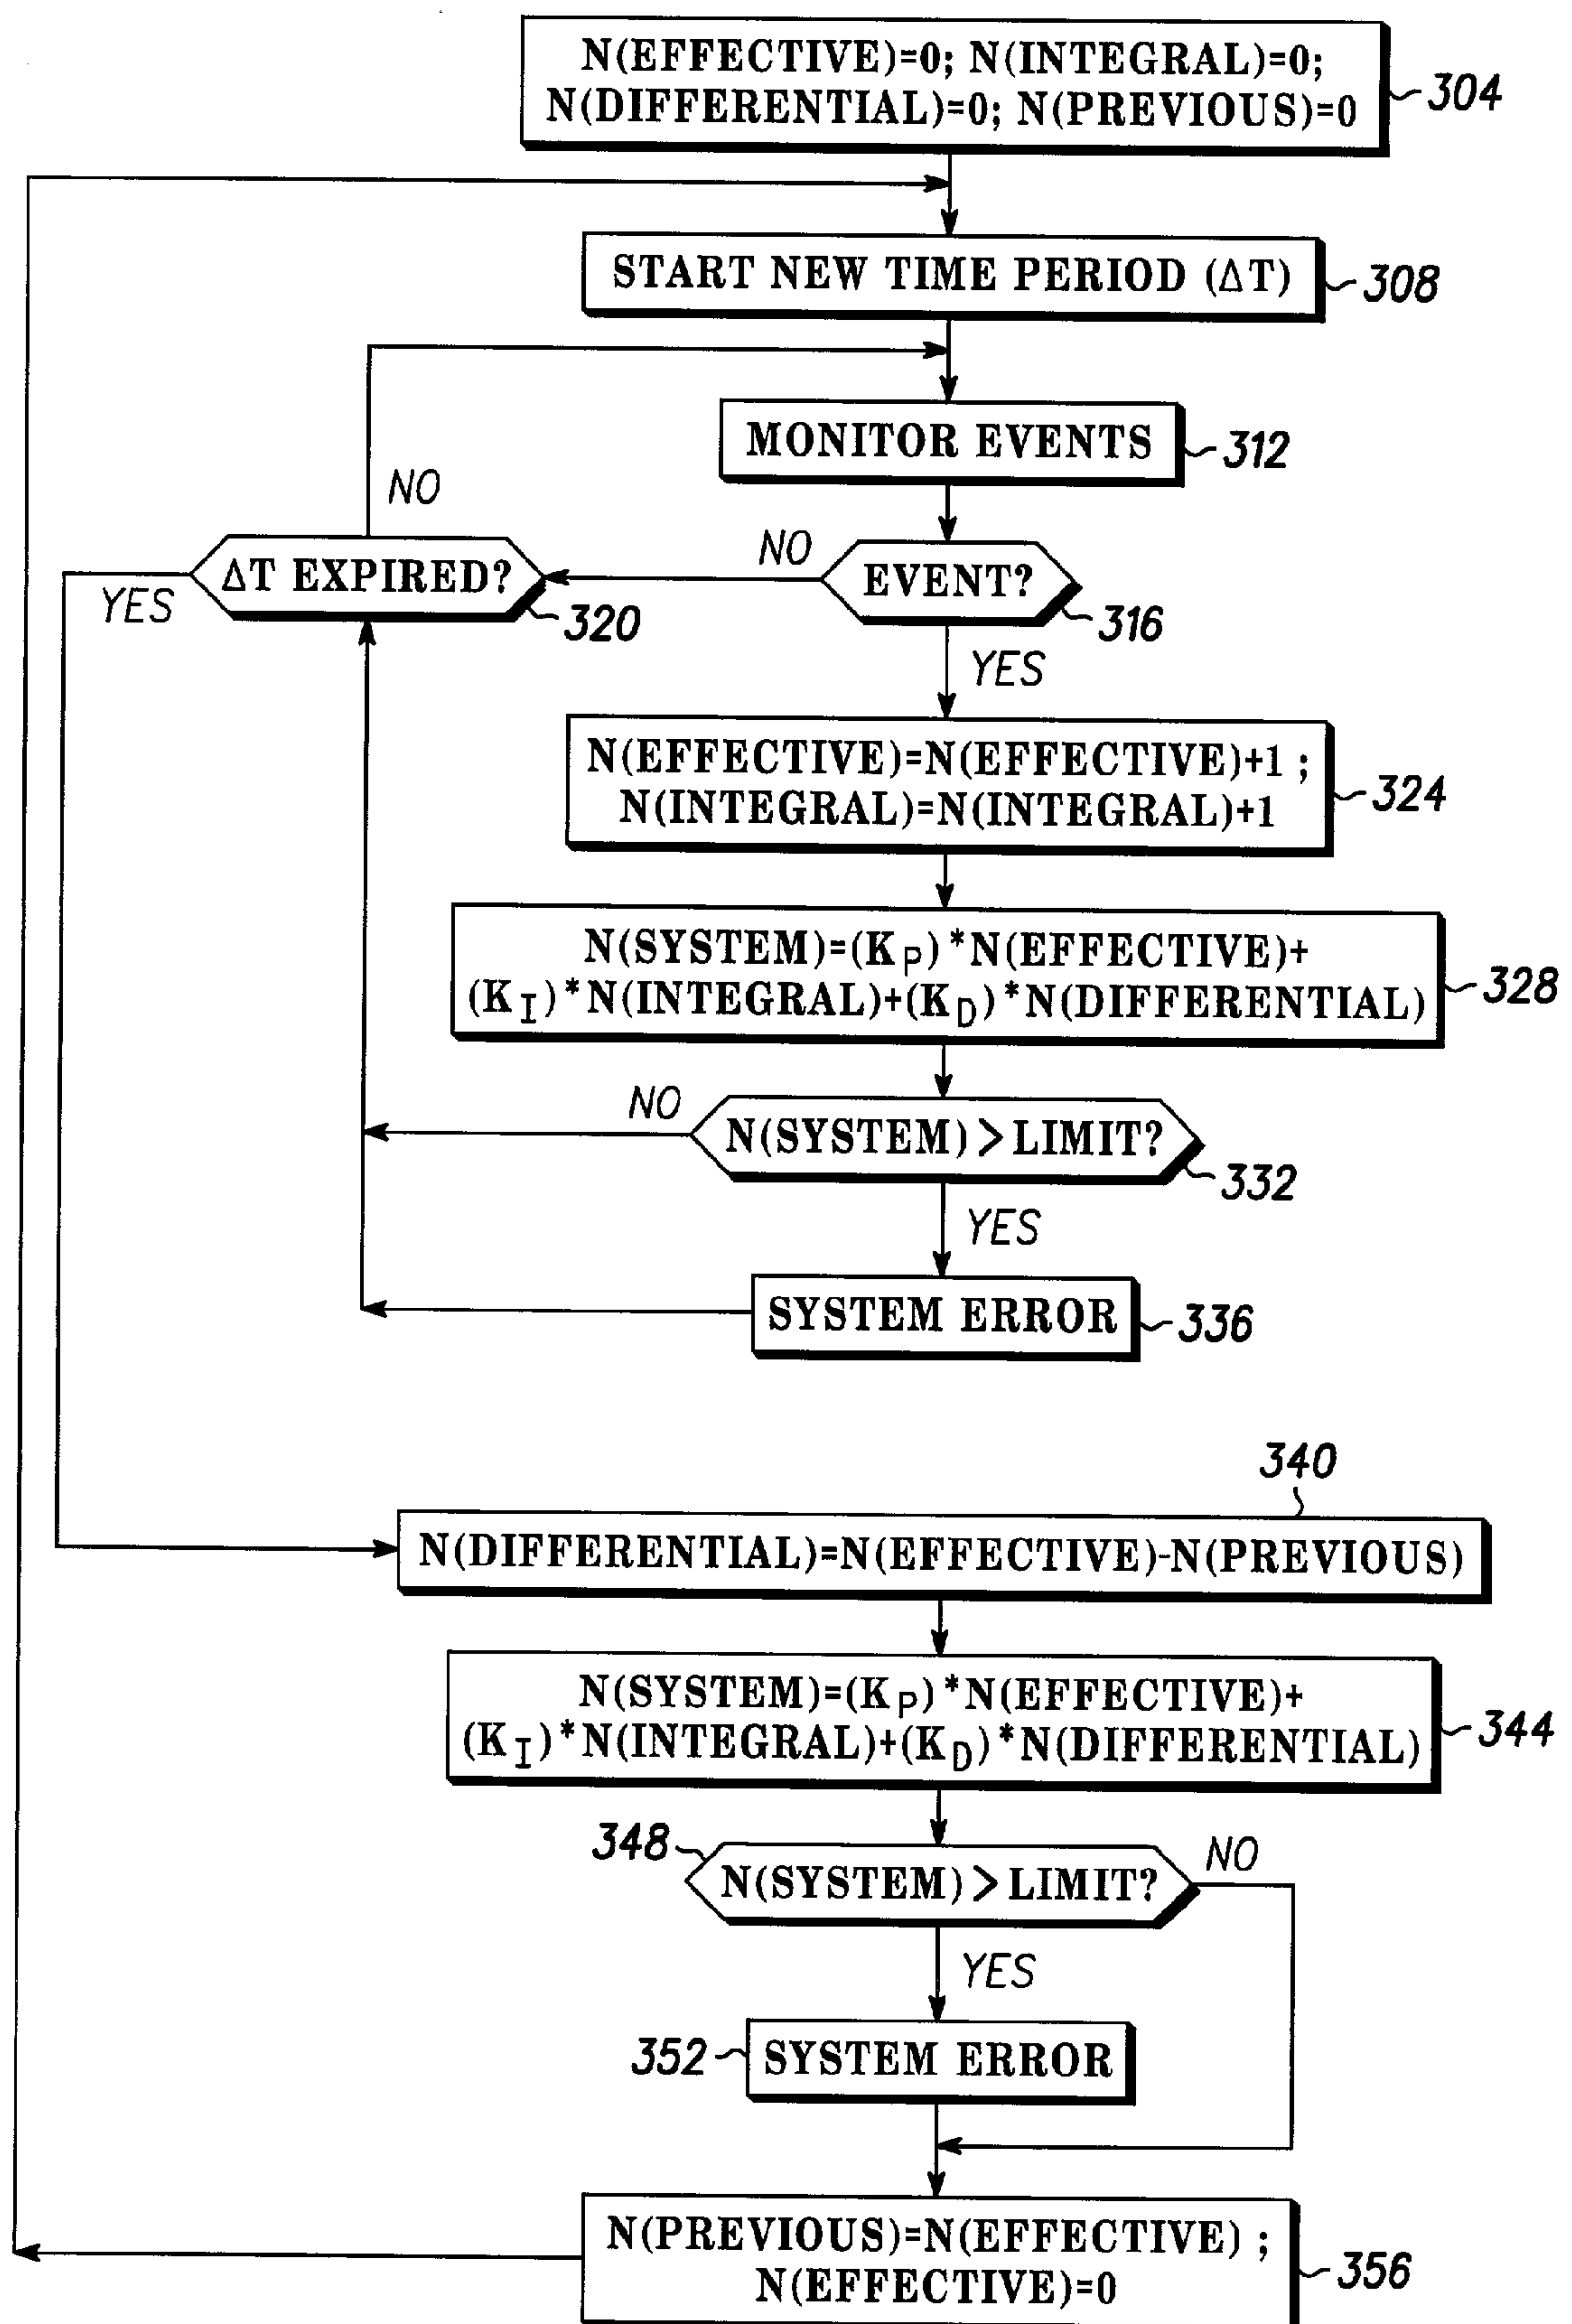 N(EFFECTIVE)=0; N(INTEGRAL)=0;
N(DIFFERENTIAL)=0; N(PREVIOUS)=0
304
START NEW TIME PERIOD (ΔT)
308
MONITOR EVENTS
312
NO
NO
ΔT EXPIRED?
EVENT?
YES
320
316
YES
N(EFFECTIVE)=N(EFFECTIVE)+1 ;
N(INTEGRAL)=N(INTEGRAL)+1
324
N(SYSTEM)=(KP)*N(EFFECTIVE)+
(KI)*N(INTEGRAL)+(KD)*N(DIFFERENTIAL)
328
NO
N(SYSTEM) > LIMIT?
332
YES
SYSTEM ERROR
336
340
N(DIFFERENTIAL)=N(EFFECTIVE)-N(PREVIOUS)
N(SYSTEM)=(KP)*N(EFFECTIVE)+
(KI)*N(INTEGRAL)+(KD)*N(DIFFERENTIAL)
344
348
NO
N(SYSTEM) > LIMIT?
YES
352
SYSTEM ERROR
N(PREVIOUS)=N(EFFECTIVE) ;
N(EFFECTIVE)=0
356